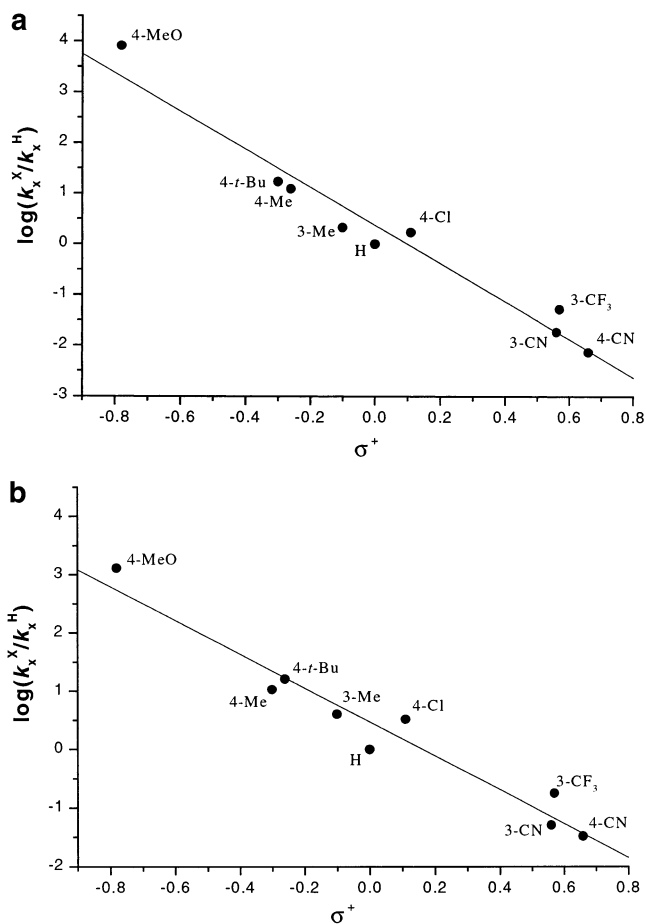 a
log(kₓˣ/kₓᴴ)
4
3
2
1
0
-1
-2
-3
4-MeO
4-t-Bu
4-Me
3-Me
H
4-Cl
3-CF₃
3-CN
4-CN
-0.8 -0.6 -0.4 -0.2 0.0 0.2 0.4 0.6 0.8
σ⁺
b
log(kₓˣ/kₓᴴ)
4
3
2
1
0
-1
-2
4-MeO
4-t-Bu
4-Me
3-Me
4-Cl
H
3-CF₃
3-CN
4-CN
-0.8 -0.6 -0.4 -0.2 0.0 0.2 0.4 0.6 0.8
σ⁺